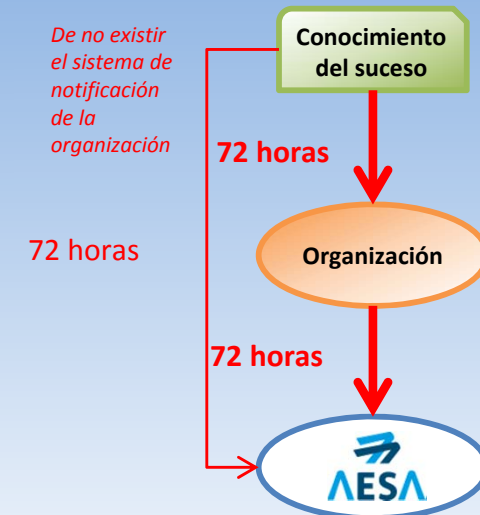 De no existir
el sistema de
notificación
de la
organización
Conocimiento
del suceso
72 horas
72 horas
Organización
72 horas
AESA